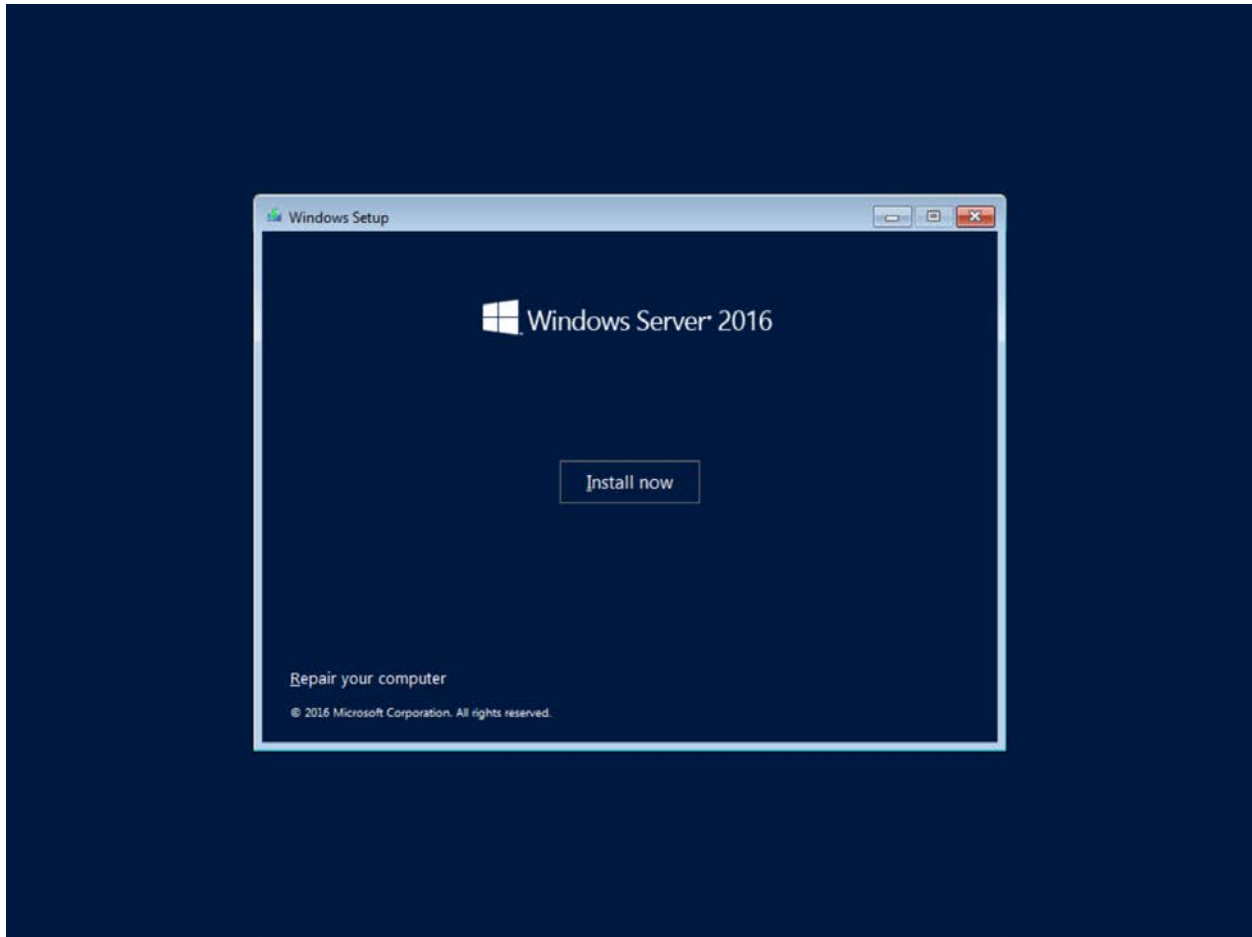 Windows Setup
Windows Server® 2016
Install now
Repair your computer
© 2016 Microsoft Corporation. All rights reserved.